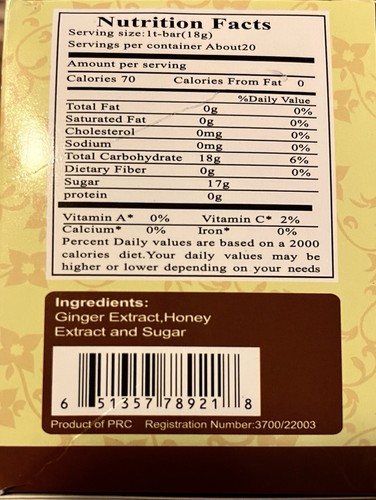 Nutrition Facts
Serving size:1t-bar(18g)
Servings per container About20
Amount per serving
Calories 70 Calories From Fat 0
%Daily Value
Total Fat 0g 0%
Saturated Fat 0g 0%
Cholesterol 0mg 0%
Sodium 0mg 0%
Total Carbohydrate 18g 6%
Dietary Fiber 0g 0%
Sugar 17g
protein 0g
Vitamin A* 0% Vitamin C* 2%
Calcium* 0% Iron* 0%
Percent Daily values are based on a 2000
calories diet.Your daily values may be
higher or lower depending on your needs
Ingredients:
Ginger Extract,Honey
Extract and Sugar
6 51357 78921 8
Product of PRC Registration Number:3700/22003